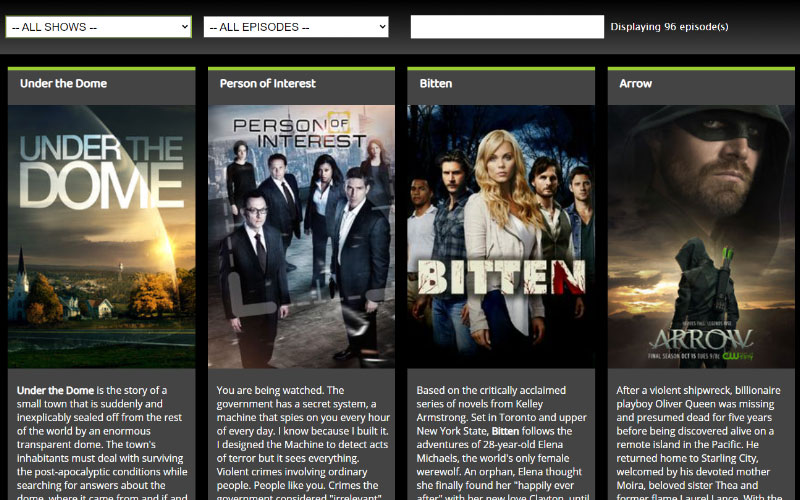 -- ALL SHOWS --
-- ALL EPISODES --
Displaying 96 episode(s)
Under the Dome
UNDER THE
DOME
Under the Dome is the story of a
small town that is suddenly and
inexplicably sealed off from the rest
of the world by an enormous
transparent dome. The town's
inhabitants must deal with surviving
the post-apocalyptic conditions while
searching for answers about the
dome, where it came from and if and
Person of Interest
PERSON OF
INTEREST
You are being watched. The
government has a secret system, a
machine that spies on you every hour
of every day. I know because I built it.
I designed the Machine to detect acts
of terror but it sees everything.
Violent crimes involving ordinary
people. People like you. Crimes the
government considered "irrelevant"
Bitten
BITTEN
Based on the critically acclaimed
series of novels from Kelley
Armstrong. Set in Toronto and upper
New York State, Bitten follows the
adventures of 28-year-old Elena
Michaels, the world's only female
werewolf. An orphan, Elena thought
she finally found her "happily ever
after" with her new love Clayton, until
Arrow
HEROES FALL. LEGENDS RISE.
ARROW
FINAL SEASON OCT 15 TUES 9/8c CW
After a violent shipwreck, billionaire
playboy Oliver Queen was missing
and presumed dead for five years
before being discovered alive on a
remote island in the Pacific. He
returned home to Starling City,
welcomed by his devoted mother
Moira, beloved sister Thea and
former flame Laurel Lance. With the